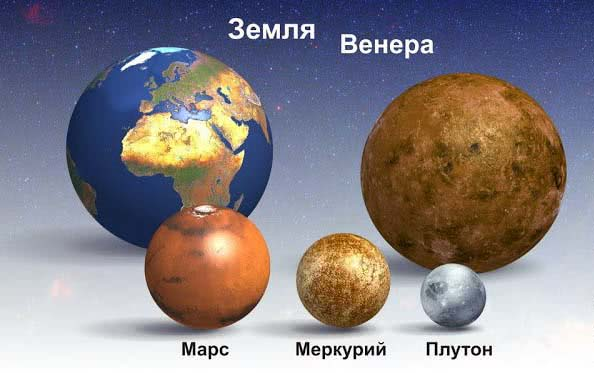 Земля
Венера
Марс
Меркурий
Плутон